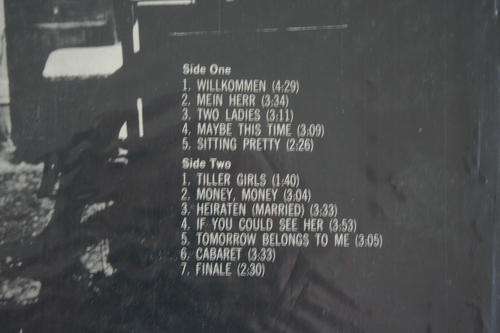 Side One
1. WILLKOMMEN (4:29)
2. MEIN HERR (3:34)
3. TWO LADIES (3:11)
4. MAYBE THIS TIME (3:09)
5. SITTING PRETTY (2:26)
Side Two
1. TILLER GIRLS (1:40)
2. MONEY, MONEY (3:04)
3. HEIRATEN (MARRIED) (3:33)
4. IF YOU COULD SEE HER (3:53)
5. TOMORROW BELONGS TO ME (3:05)
6. CABARET (3:33)
7. FINALE (2:30)